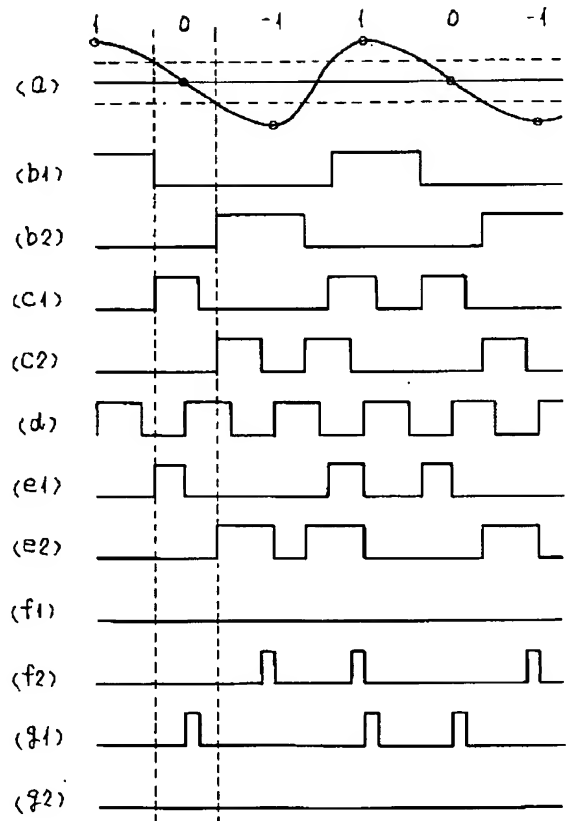 1 0 -1 1 0 -1
(a)
(b1)
(b2)
(c1)
(c2)
(d)
(e1)
(e2)
(f1)
(f2)
(g1)
(g2)